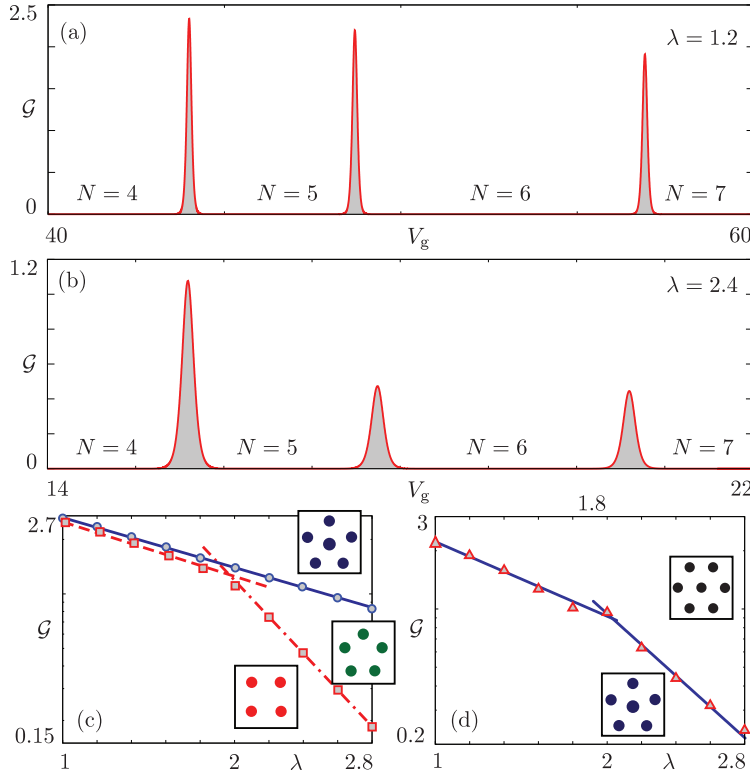 2.5
(a)
λ = 1.2
𝒢
N = 4
N = 5
N = 6
N = 7
0
40
V_g
60
1.2
(b)
λ = 2.4
𝒢
N = 4
N = 5
N = 6
N = 7
0
14
V_g
22
1.8
2.7
𝒢
0.15
(c)
1
2
λ
2.8
3
𝒢
0.2
(d)
1
2
λ
2.8